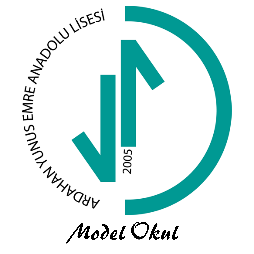 ARDAHAN YUNUS EMRE ANADOLU LİSESİ
2005
Model Okul